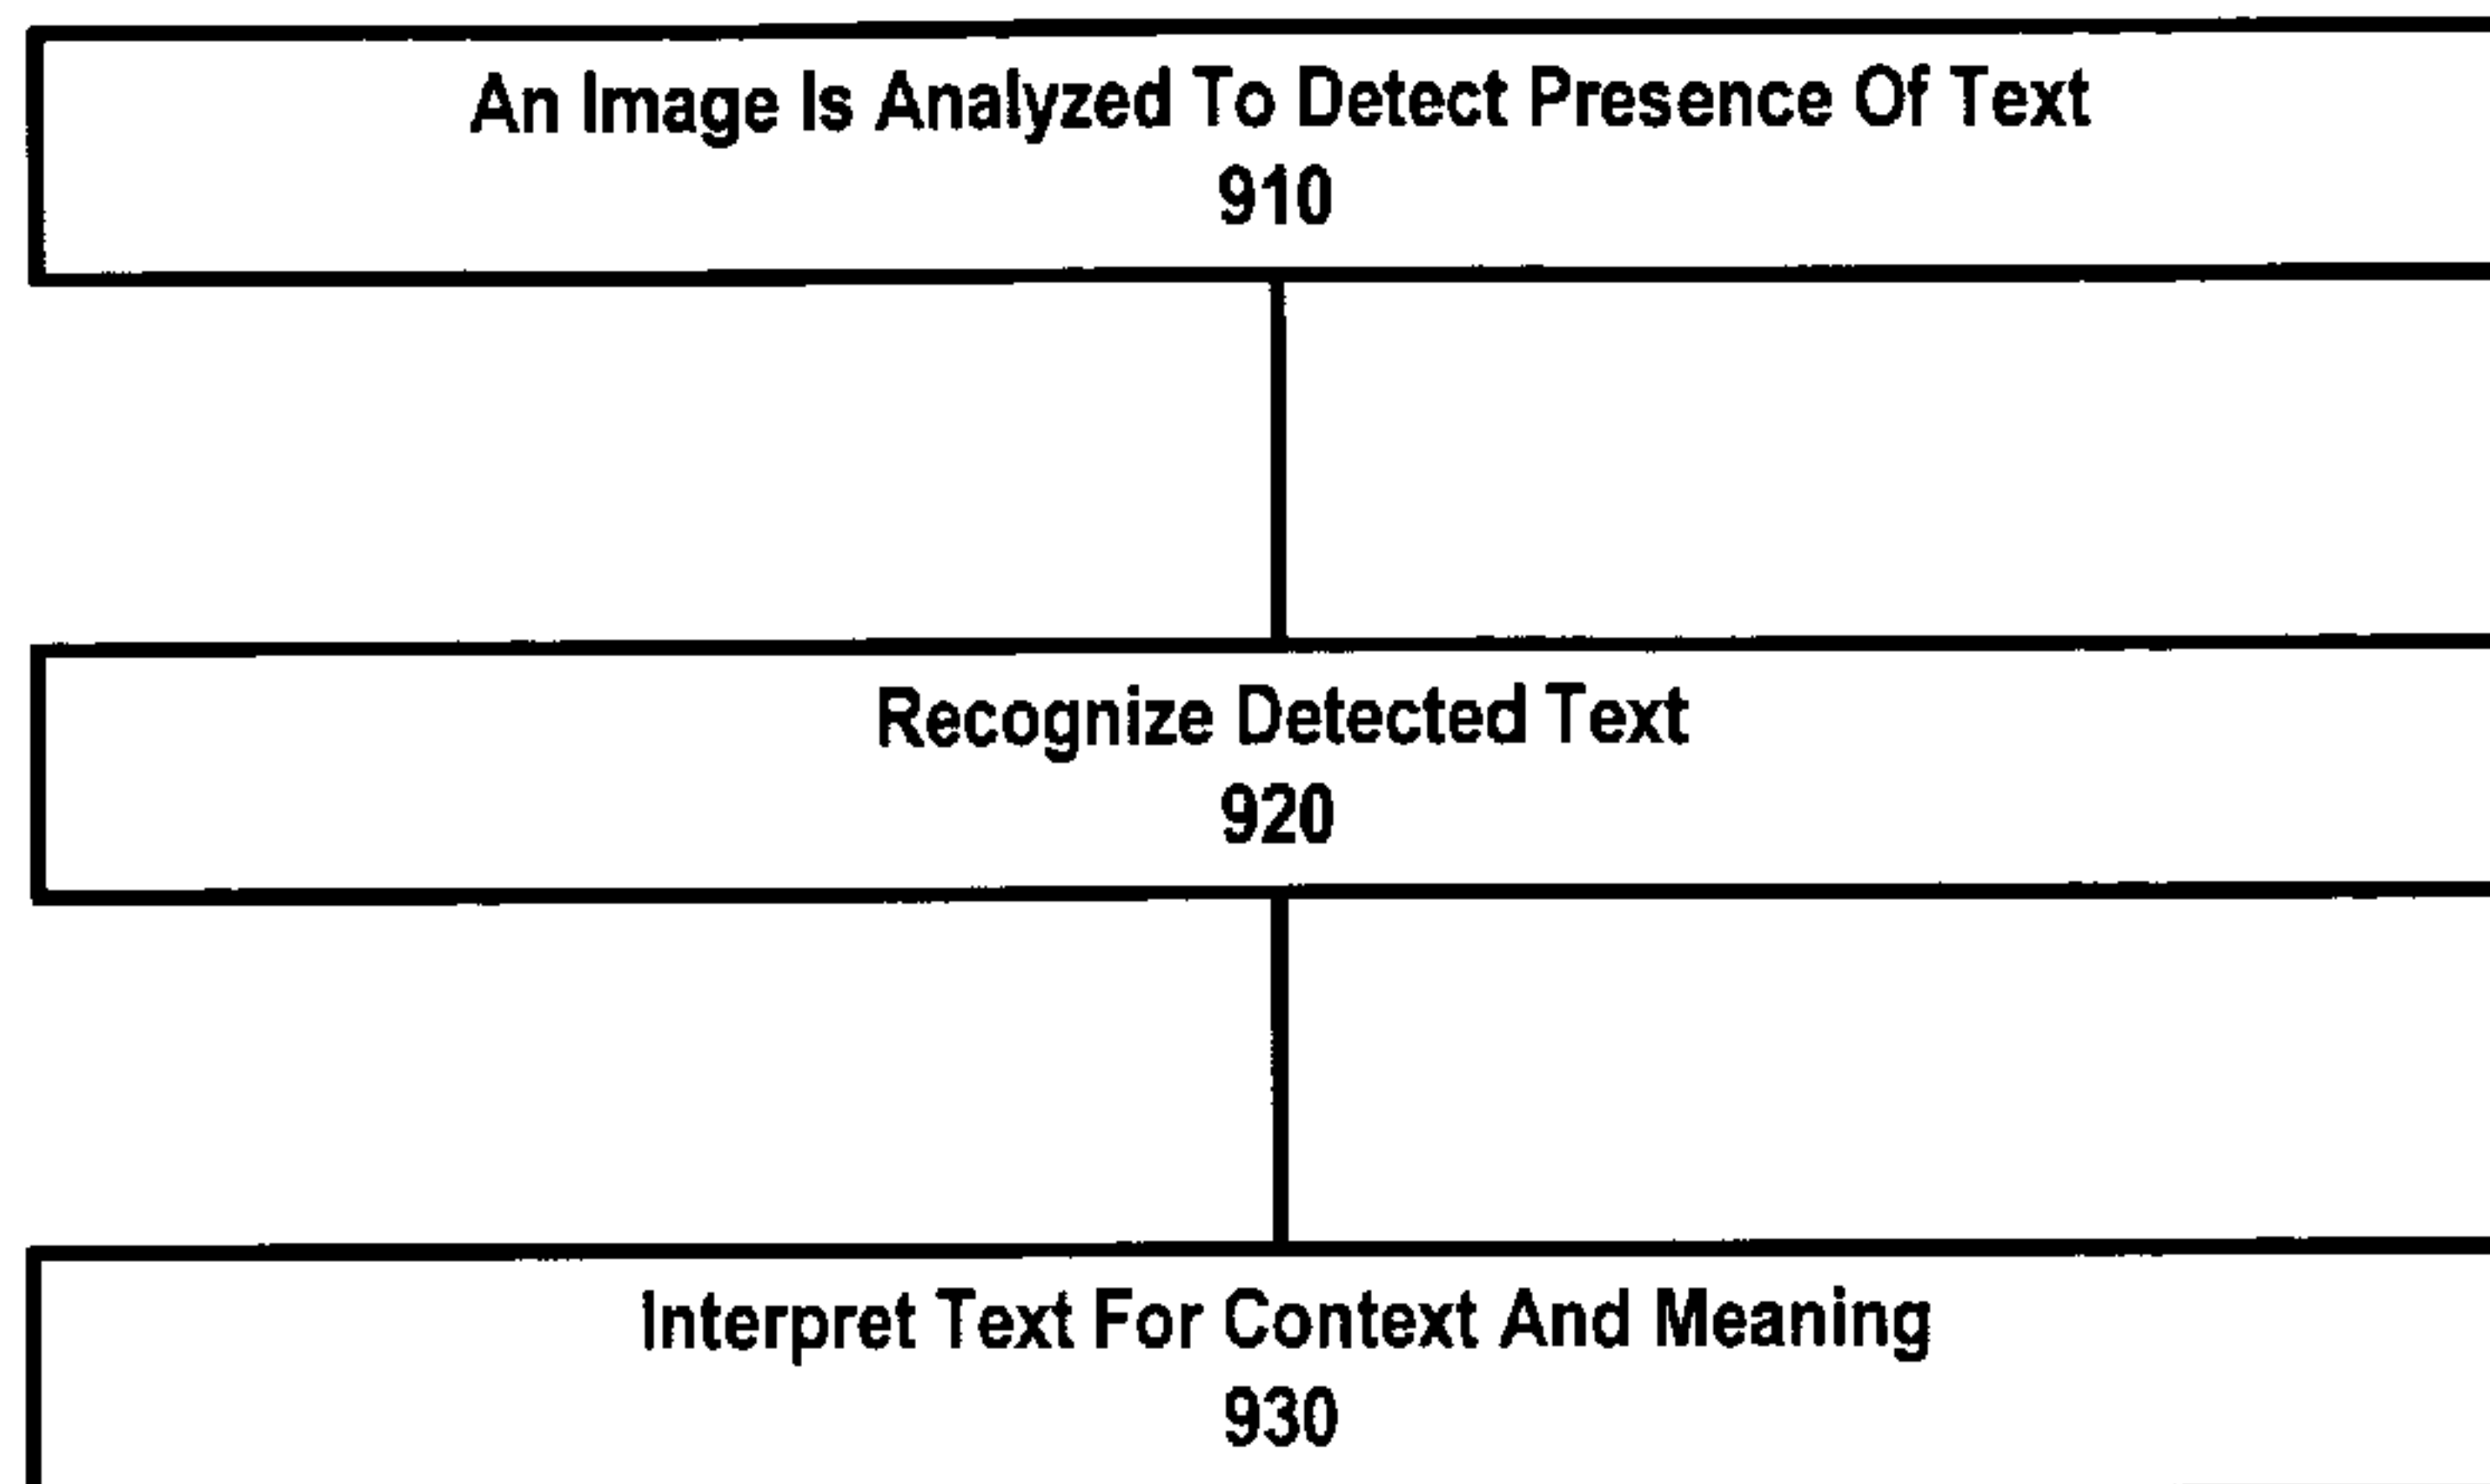 An Image Is Analyzed To Detect Presence Of Text
910
Recognize Detected Text
920
Interpret Text For Context And Meaning
930